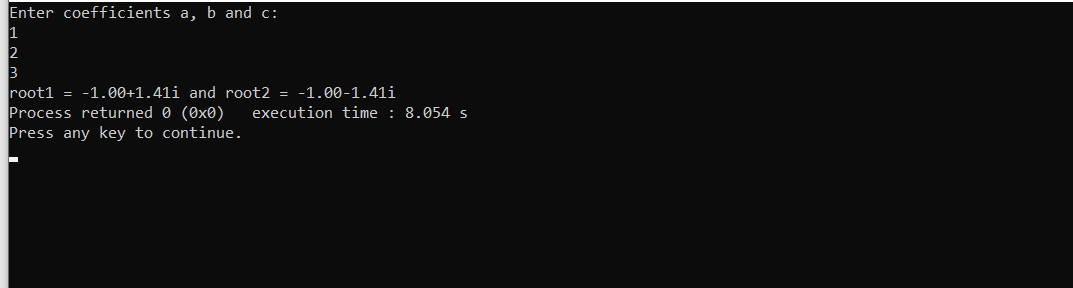 Enter coefficients a, b and c:
1
2
3
root1 = -1.00+1.41i and root2 = -1.00-1.41i
Process returned 0 (0x0)   execution time : 8.054 s
Press any key to continue.